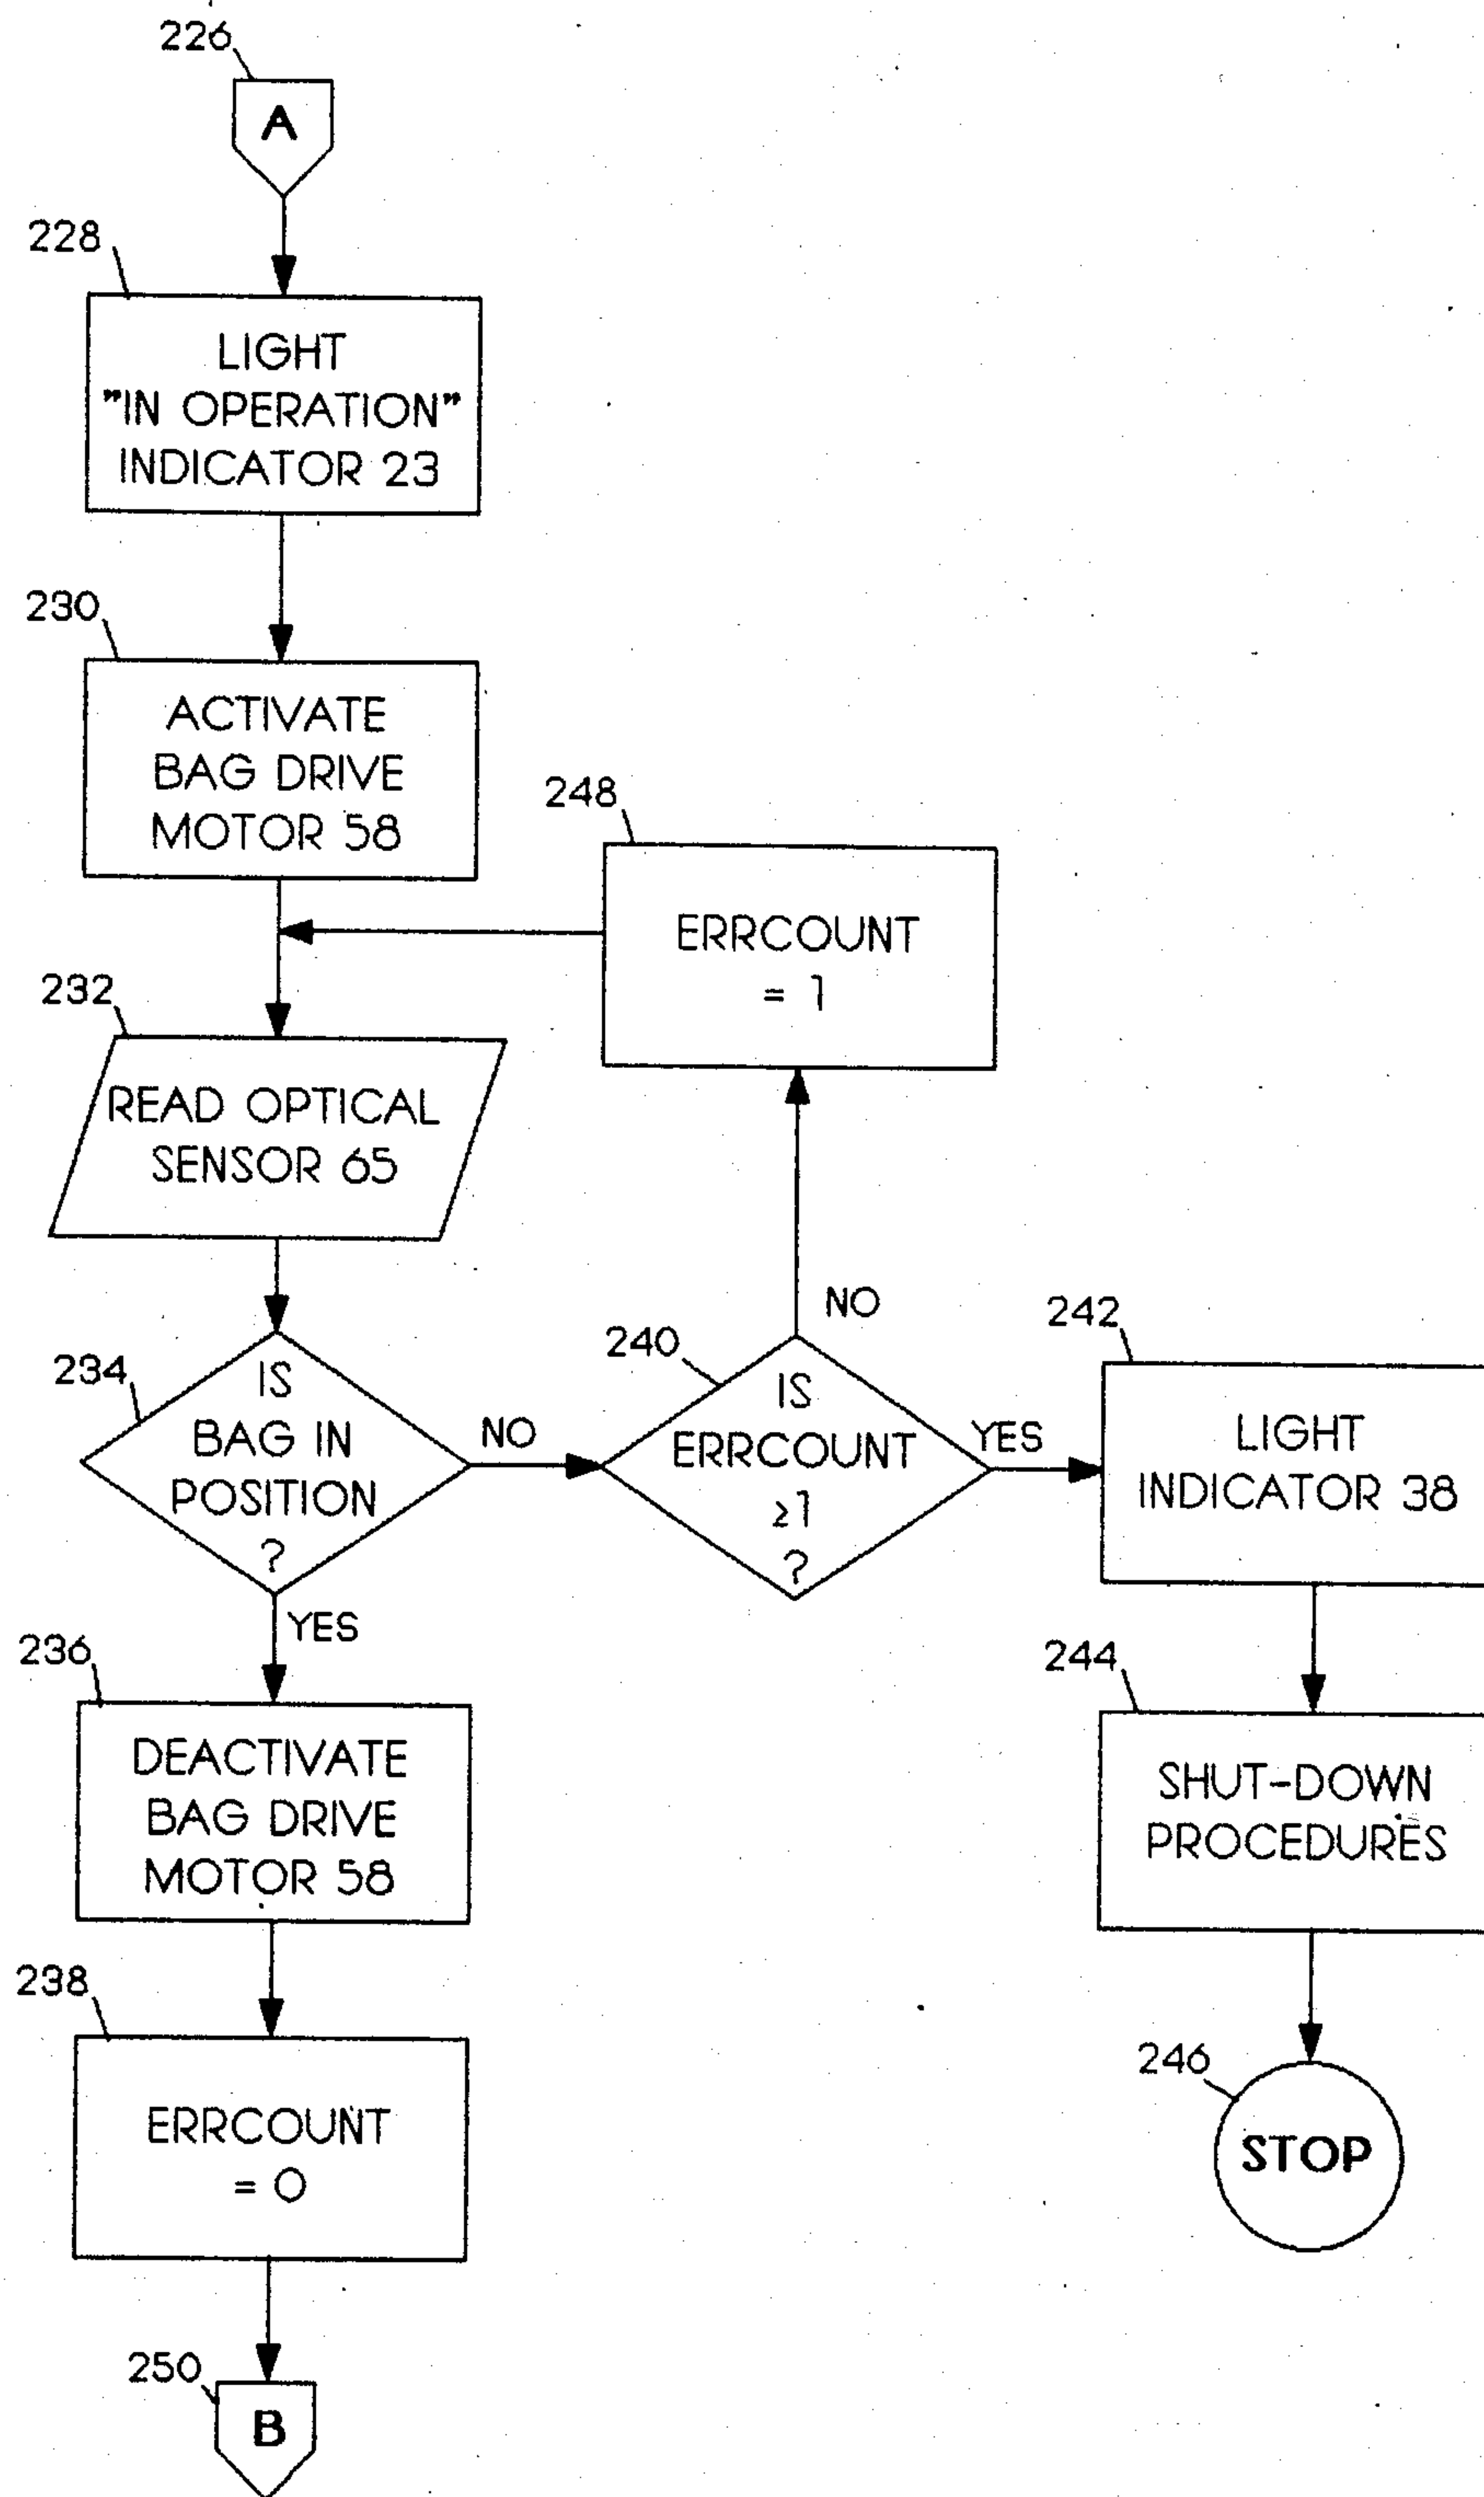 226
A
228
LIGHT
"IN OPERATION"
INDICATOR 23
230
ACTIVATE
BAG DRIVE
MOTOR 58
248
ERRCOUNT
= 1
232
READ OPTICAL
SENSOR 65
234
IS
BAG IN
POSITION
?
NO
YES
240
IS
ERRCOUNT
≥1
?
NO
YES
242
LIGHT
INDICATOR 38
244
SHUT-DOWN
PROCEDURES
246
STOP
236
DEACTIVATE
BAG DRIVE
MOTOR 58
238
ERRCOUNT
= 0
250
B